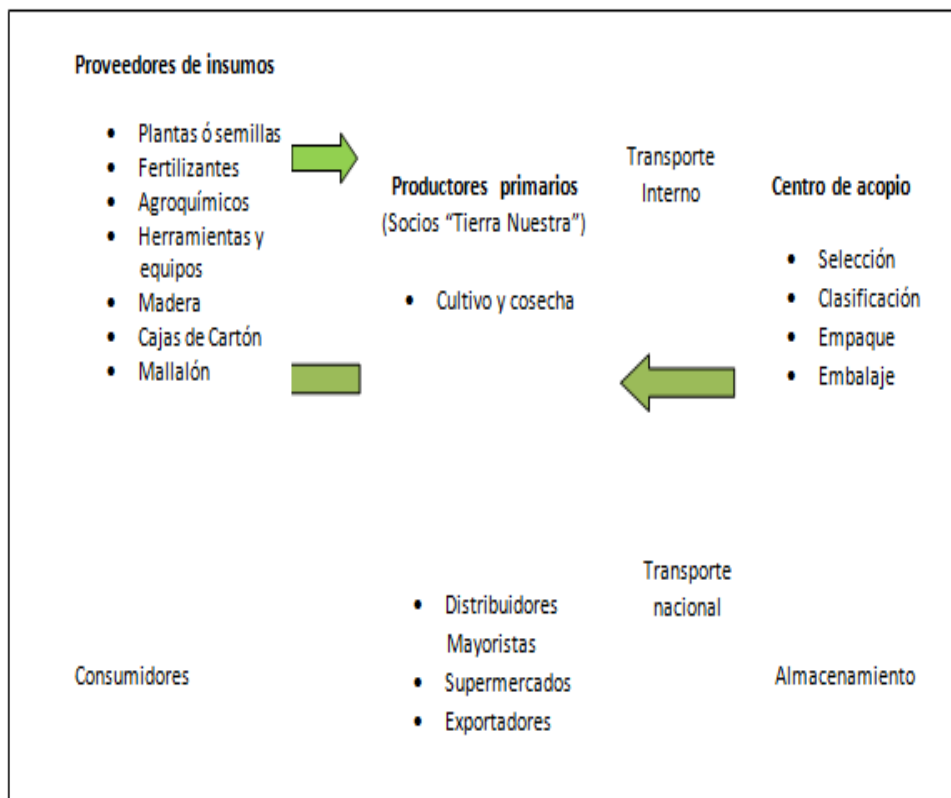 Proveedores de insumos
• Plantas ó semillas
• Fertilizantes
• Agroquímicos
• Herramientas y
equipos
• Madera
• Cajas de Cartón
• Mallalón
Productores primarios
(Socios "Tierra Nuestra")
• Cultivo y cosecha
Transporte
Interno
Centro de acopio
• Selección
• Clasificación
• Empaque
• Embalaje
Consumidores
• Distribuidores
Mayoristas
• Supermercados
• Exportadores
Transporte
nacional
Almacenamiento